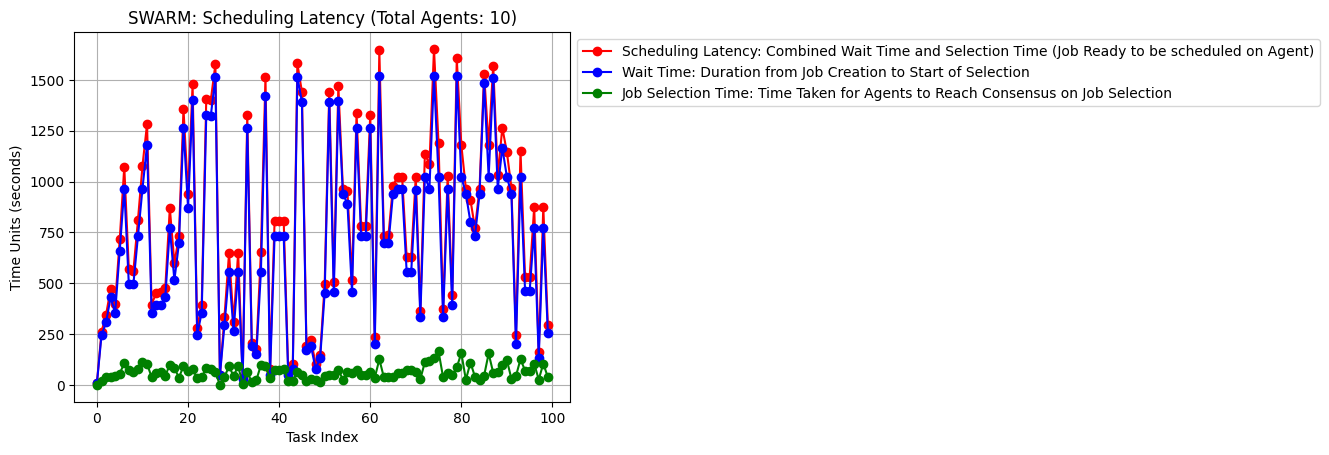 SWARM: Scheduling Latency (Total Agents: 10)
Scheduling Latency: Combined Wait Time and Selection Time (Job Ready to be scheduled on Agent)
Wait Time: Duration from Job Creation to Start of Selection
Job Selection Time: Time Taken for Agents to Reach Consensus on Job Selection
Time Units (seconds)
1500
1250
1000
750
500
250
0
0 20 40 60 80 100
Task Index